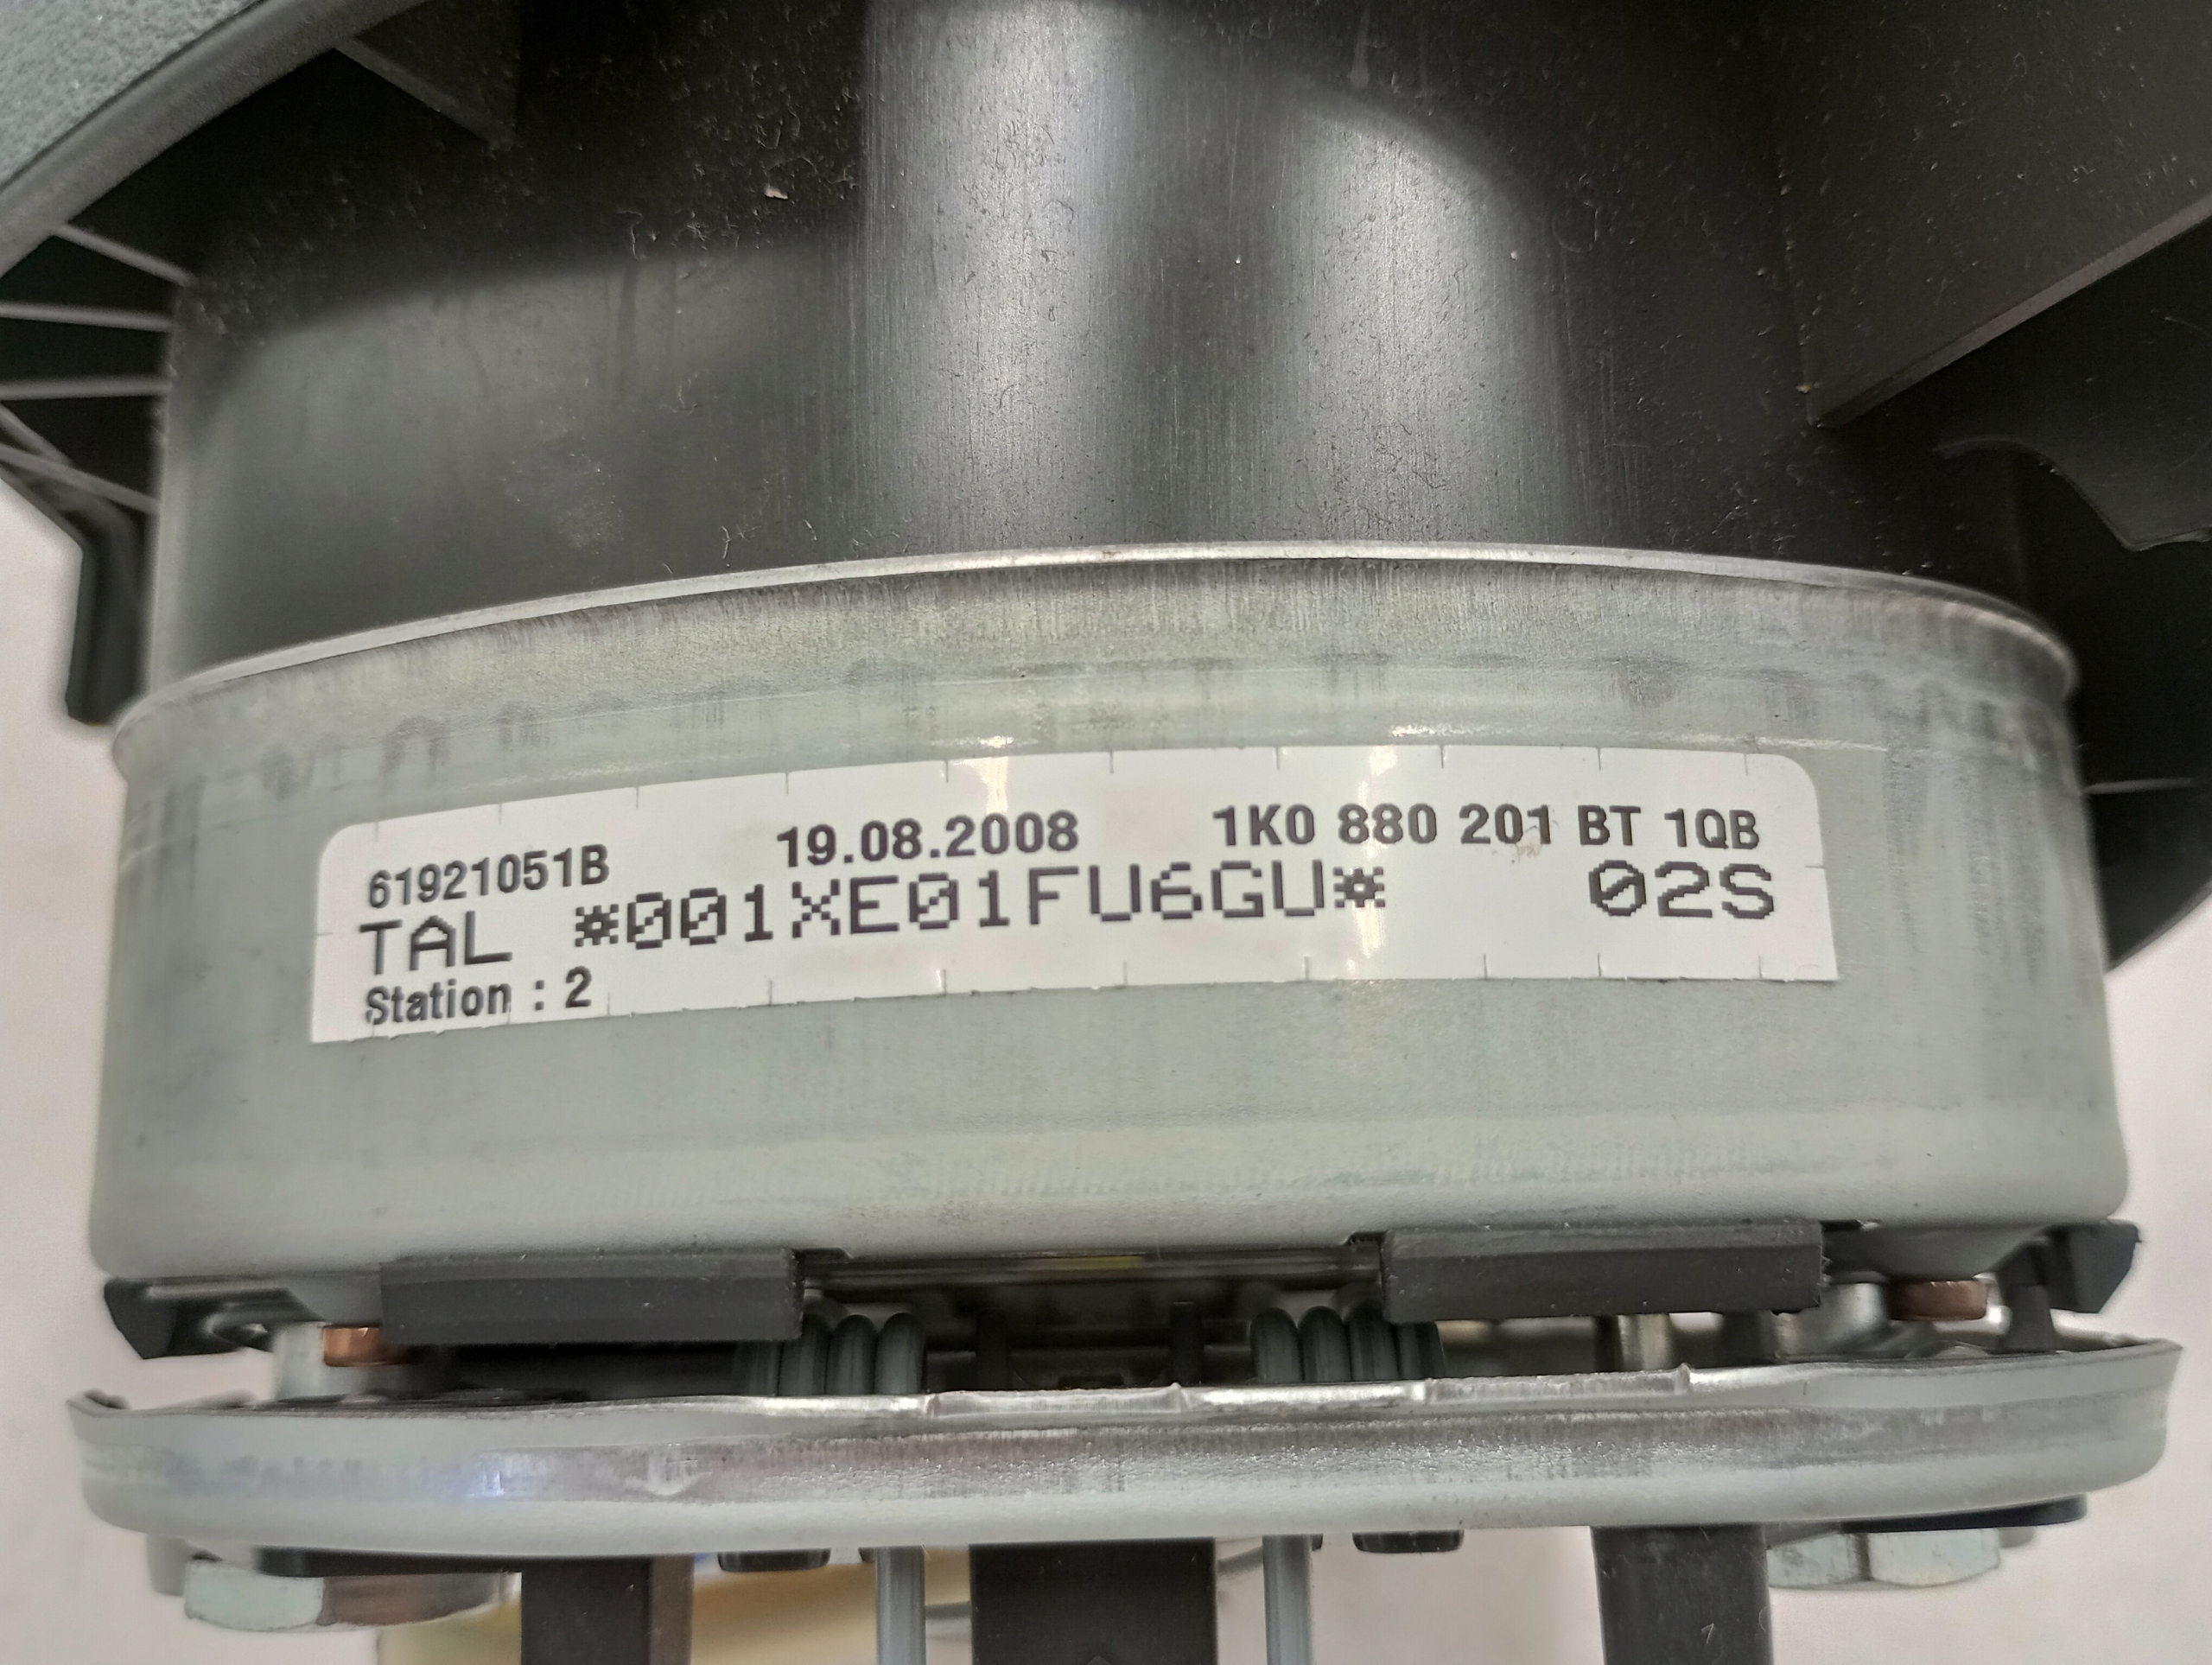 61921051B 19.08.2008 1K0 880 201 BT 1QB
TAL *001XE01FU6GU* 02S
Station : 2